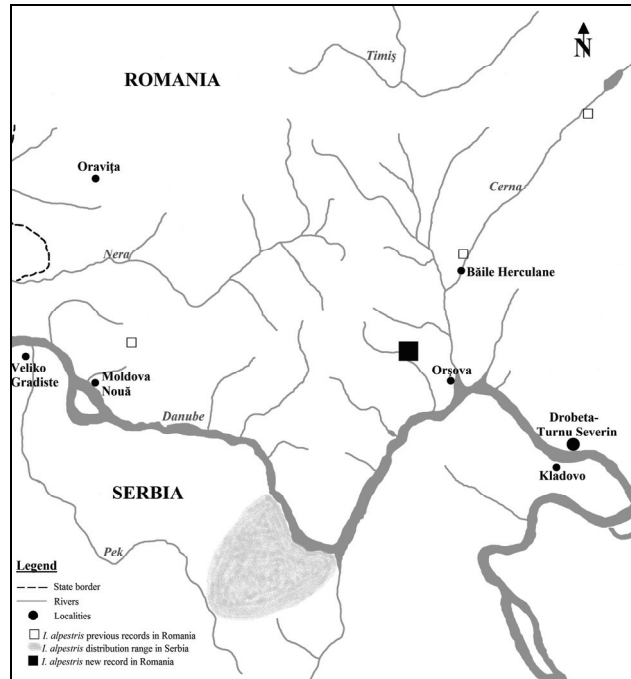 N
Timiş
ROMANIA
Oraviţa
Cerna
Nera
Băile Herculane
Veliko
Gradiste
Moldova
Nouă
Orşova
Danube
Drobeta-
Turnu Severin
Kladovo
SERBIA
Pek
Legend
State border
Rivers
Localities
I. alpestris previous records in Romania
I. alpestris distribution range in Serbia
I. alpestris new record in Romania